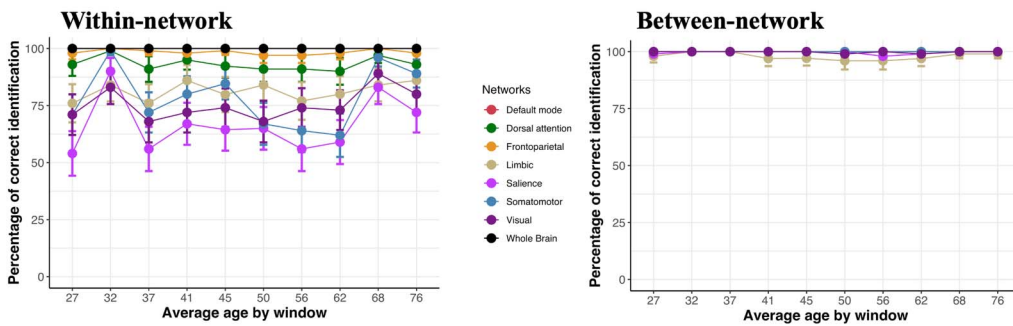 Within-network
Percentage of correct identification
100
75
50
25
0
27 32 37 41 45 50 56 62 68 76
Average age by window
Networks
Default mode
Dorsal attention
Frontoparietal
Limbic
Salience
Somatomotor
Visual
Whole Brain
Between-network
Percentage of correct identification
100
75
50
25
0
27 32 37 41 45 50 56 62 68 76
Average age by window